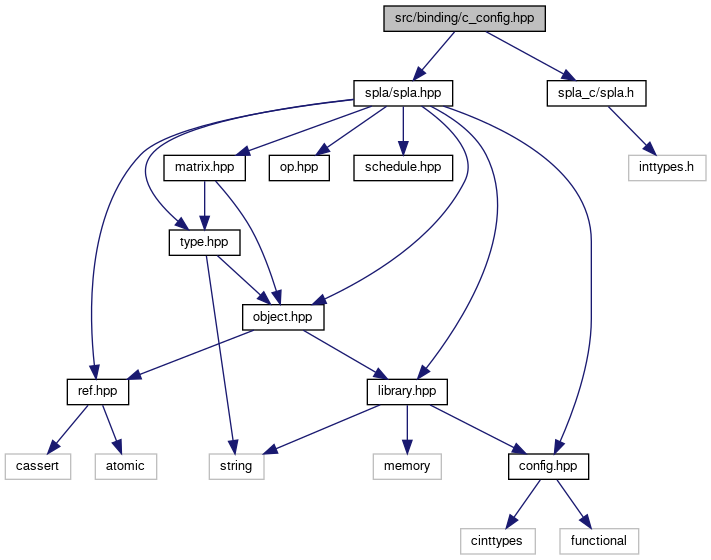 src/binding/c_config.hpp
spla/spla.hpp
spla_c/spla.h
matrix.hpp
op.hpp
schedule.hpp
inttypes.h
type.hpp
object.hpp
ref.hpp
library.hpp
cassert
atomic
string
memory
config.hpp
cinttypes
functional